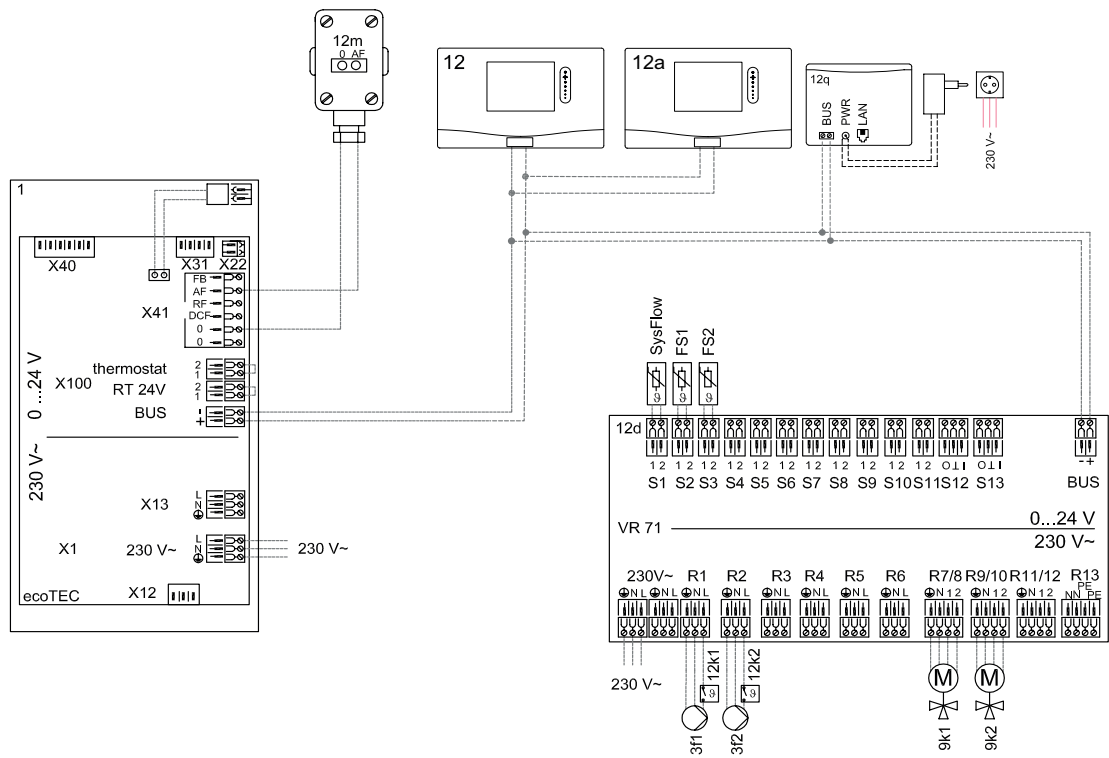 12m
0 AF
12
12a
12q
BUS
PWR
LAN
230 V~
1
X40
X31
X22
FB
AF
RF
DCF
0
0
X41
0 ...24 V
X100
thermostat
2
1
RT 24V
2
1
BUS
-
+
230 V~
X13
L
N
X1
230 V~
L
N
230 V~
X12
ecoTEC
SysFlow
FS1
FS2
12d
1 2
1 2
1 2
1 2
1 2
1 2
1 2
1 2
1 2
1 2
1 2
O T I
O T I
- +
S1
S2
S3
S4
S5
S6
S7
S8
S9
S10
S11
S12
S13
BUS
VR 71
0...24 V
230 V~
230V~
R1
R2
R3
R4
R5
R6
R7/8
R9/10
R11/12
R13
N L
N L
N L
N L
N L
N L
N L
N L
N 1 2
N 1 2
N 1 2
PE
NN
PE
230 V~
12k1
12k2
ϑ
ϑ
3f1
3f2
M
M
9k1
9k2